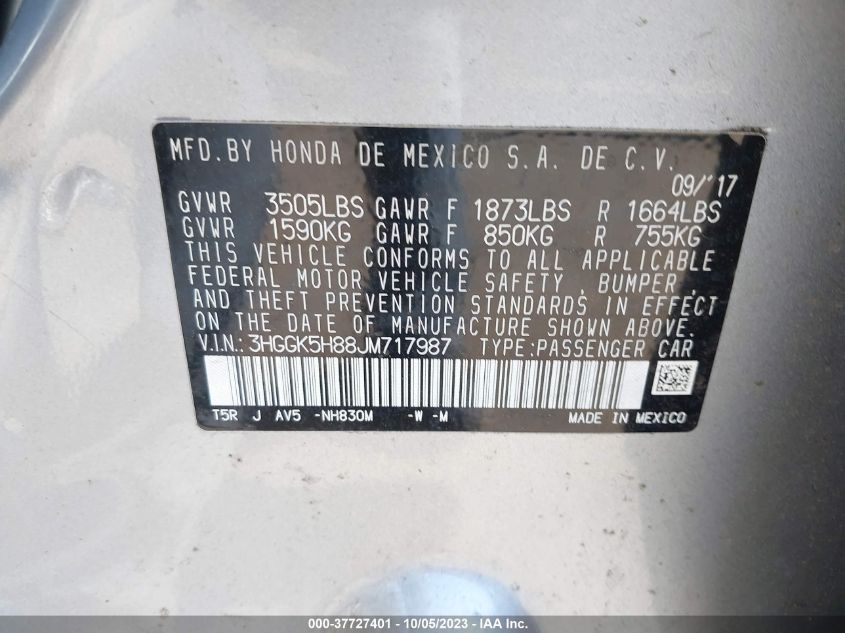 MFD.BY HONDA DE MEXICO S.A. DE C.V.
09/'17
GVWR 3505LBS GAWR F 1873LBS R 1664LBS
GVWR 1590KG GAWR F 850KG R 755KG
THIS VEHICLE CONFORMS TO ALL APPLICABLE
FEDERAL MOTOR VEHICLE SAFETY, BUMPER,
AND THEFT PREVENTION STANDARDS IN EFFECT
ON THE DATE OF MANUFACTURE SHOWN ABOVE.
V.I.N.: 3HGGK5H88JM717987 TYPE:PASSENGER CAR
T5R J AV5 -NH830M -W -M MADE IN MEXICO
000-37727401 - 10/05/2023 - IAA Inc.